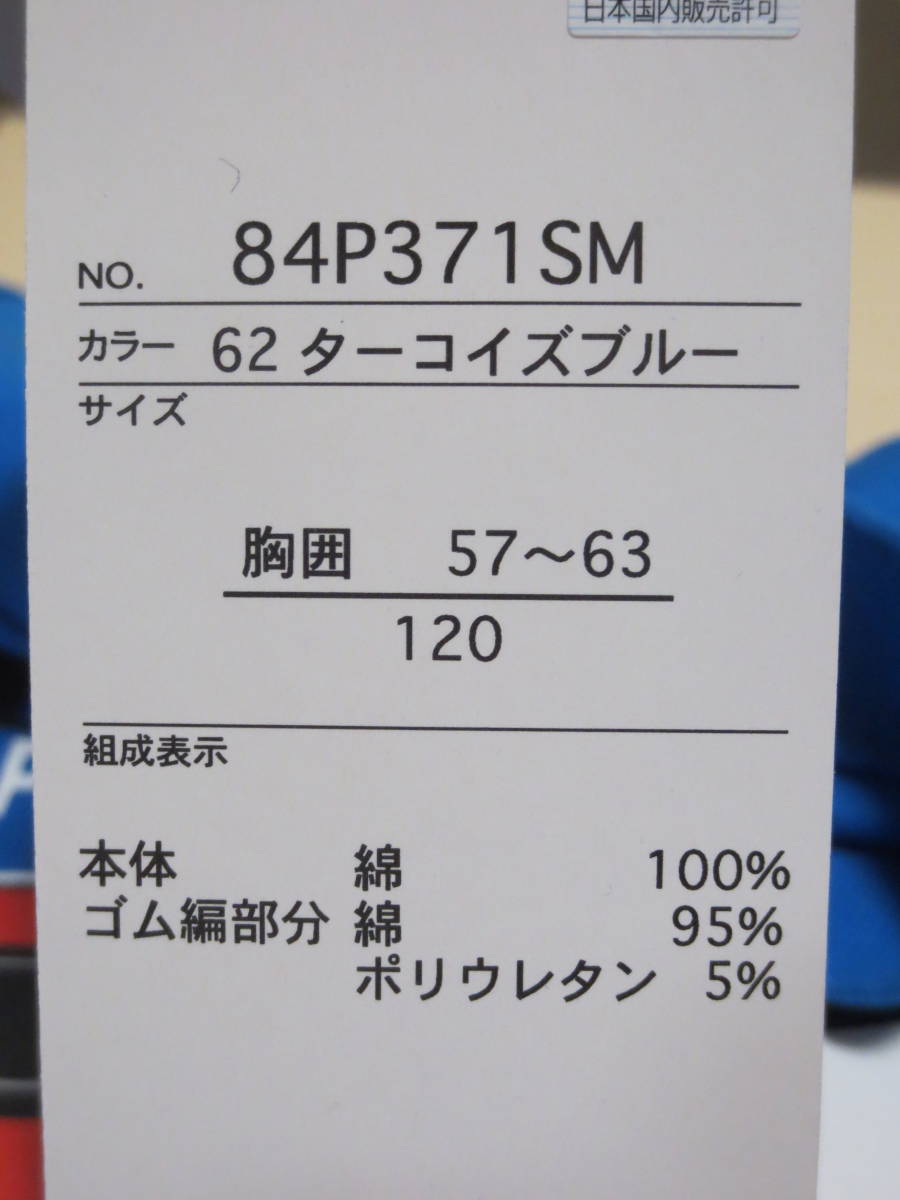 日本国内販売許可
NO. 84P371SM
カラー 62 ターコイズブルー
サイズ
胸囲 57～63
120
組成表示
本体 綿 100%
ゴム編部分 綿 95%
ポリウレタン 5%